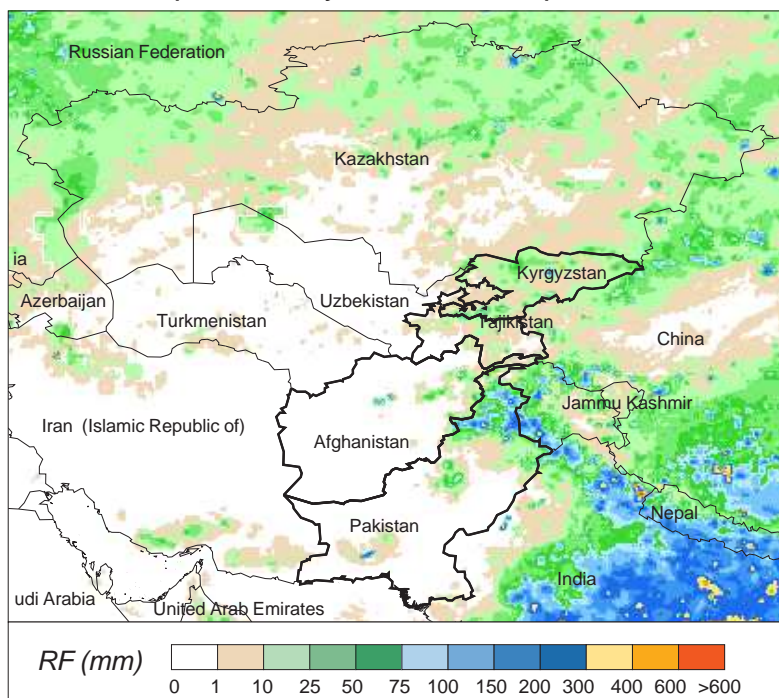 Russian Federation
Kazakhstan
ia
Kyrgyzstan
Azerbaijan
Uzbekistan
Turkmenistan
Tajikistan
China
Jammu Kashmir
Iran (Islamic Republic of)
Afghanistan
Nepal
Pakistan
India
udi Arabia
United Arab Emirates
RF (mm)
0 1 10 25 50 75 100 150 200 300 400 600 >600